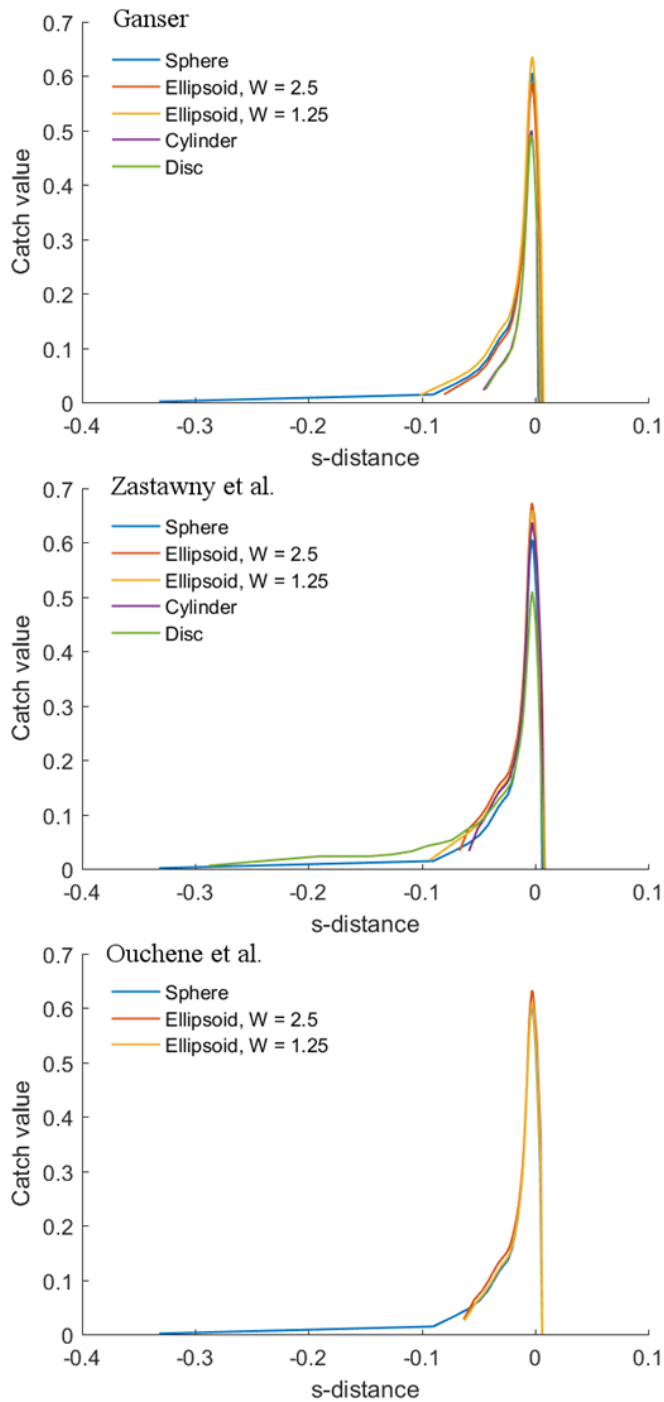 Ganser
0.7
0.6
0.5
0.4
0.3
0.2
0.1
0
Catch value
Sphere
Ellipsoid, W = 2.5
Ellipsoid, W = 1.25
Cylinder
Disc
-0.4 -0.3 -0.2 -0.1 0 0.1
s-distance
Zastawny et al.
0.7
0.6
0.5
0.4
0.3
0.2
0.1
0
Catch value
Sphere
Ellipsoid, W = 2.5
Ellipsoid, W = 1.25
Cylinder
Disc
-0.4 -0.3 -0.2 -0.1 0 0.1
s-distance
Ouchene et al.
0.7
0.6
0.5
0.4
0.3
0.2
0.1
0
Catch value
Sphere
Ellipsoid, W = 2.5
Ellipsoid, W = 1.25
-0.4 -0.3 -0.2 -0.1 0 0.1
s-distance